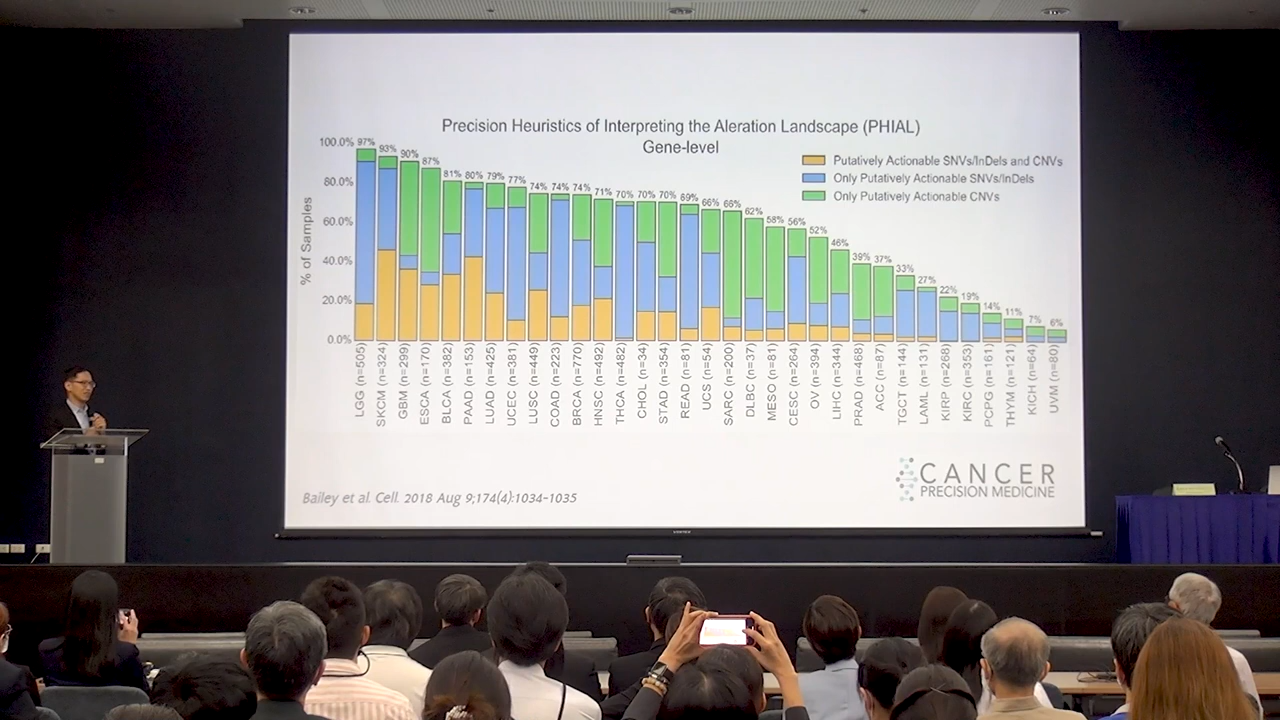 Precision Heuristics of Interpreting the Aleration Landscape (PHIAL)
Gene-level
Putatively Actionable SNVs/InDels and CNVs
Only Putatively Actionable SNVs/InDels
Only Putatively Actionable CNVs
% of Samples
100.0%
80.0%
60.0%
40.0%
20.0%
0.0%
97% 93% 90% 87% 81% 80% 79% 77% 74% 74% 74% 71% 70% 70% 70% 69% 66% 66% 62% 58% 56% 52% 46% 39% 37% 33% 27% 22% 19% 14% 11% 7% 6%
LGG (n=505)
SKCM (n=324)
GBM (n=299)
ESCA (n=170)
BLCA (n=382)
PAAD (n=153)
LUAD (n=425)
UCEC (n=381)
LUSC (n=449)
COAD (n=223)
BRCA (n=770)
HNSC (n=492)
THCA (n=482)
CHOL (n=34)
STAD (n=354)
READ (n=81)
UCS (n=54)
SARC (n=200)
DLBC (n=37)
MESO (n=81)
CESC (n=264)
OV (n=394)
LIHC (n=344)
PRAD (n=468)
ACC (n=87)
TGCT (n=144)
LAML (n=131)
KIRP (n=268)
KIRC (n=353)
PCPG (n=161)
THYM (n=121)
KICH (n=64)
UVM (n=80)
CANCER
PRECISION MEDICINE
Bailey et al. Cell. 2018 Aug 9;174(4):1034-1035